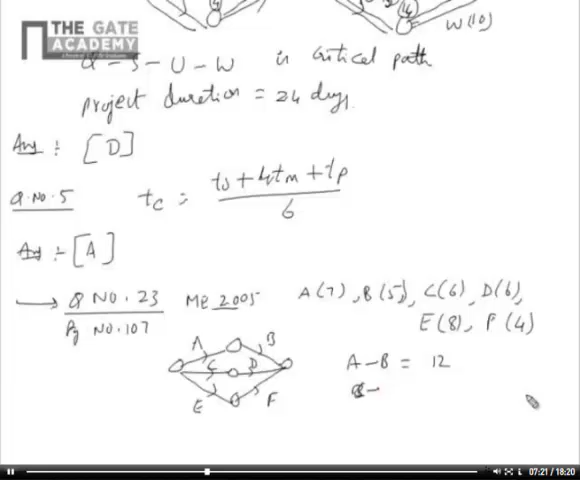 THE GATE
ACADEMY
W(10)
Q - S - U - W is critical path
project duration = 24 days.
Ans :- [D]
Q.No.5 te = to + 4tm + tp
6
Ans :- [A]
→ Q NO. 23 ME 2005 A(7), B(5), C(6), D(6),
Pg NO. 107 E(8), F(4)
A B
C D
E F
A - B = 12
07:21 / 18:20